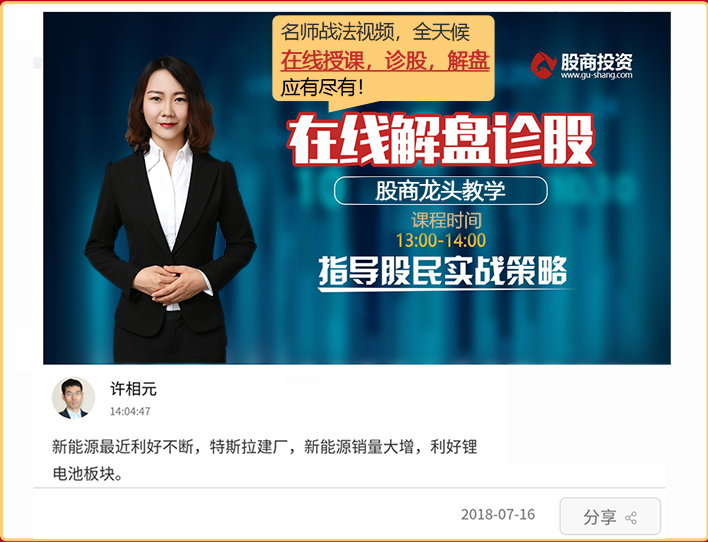 名师战法视频，全天候
在线授课，诊股，解盘
应有尽有！
股商投资
www.gu-shang.com
在线解盘诊股
股商龙头教学
课程时间
13:00-14:00
指导股民实战策略
许相元
14:04:47
新能源最近利好不断，特斯拉建厂，新能源销量大增，利好锂
电池板块。
2018-07-16
分享